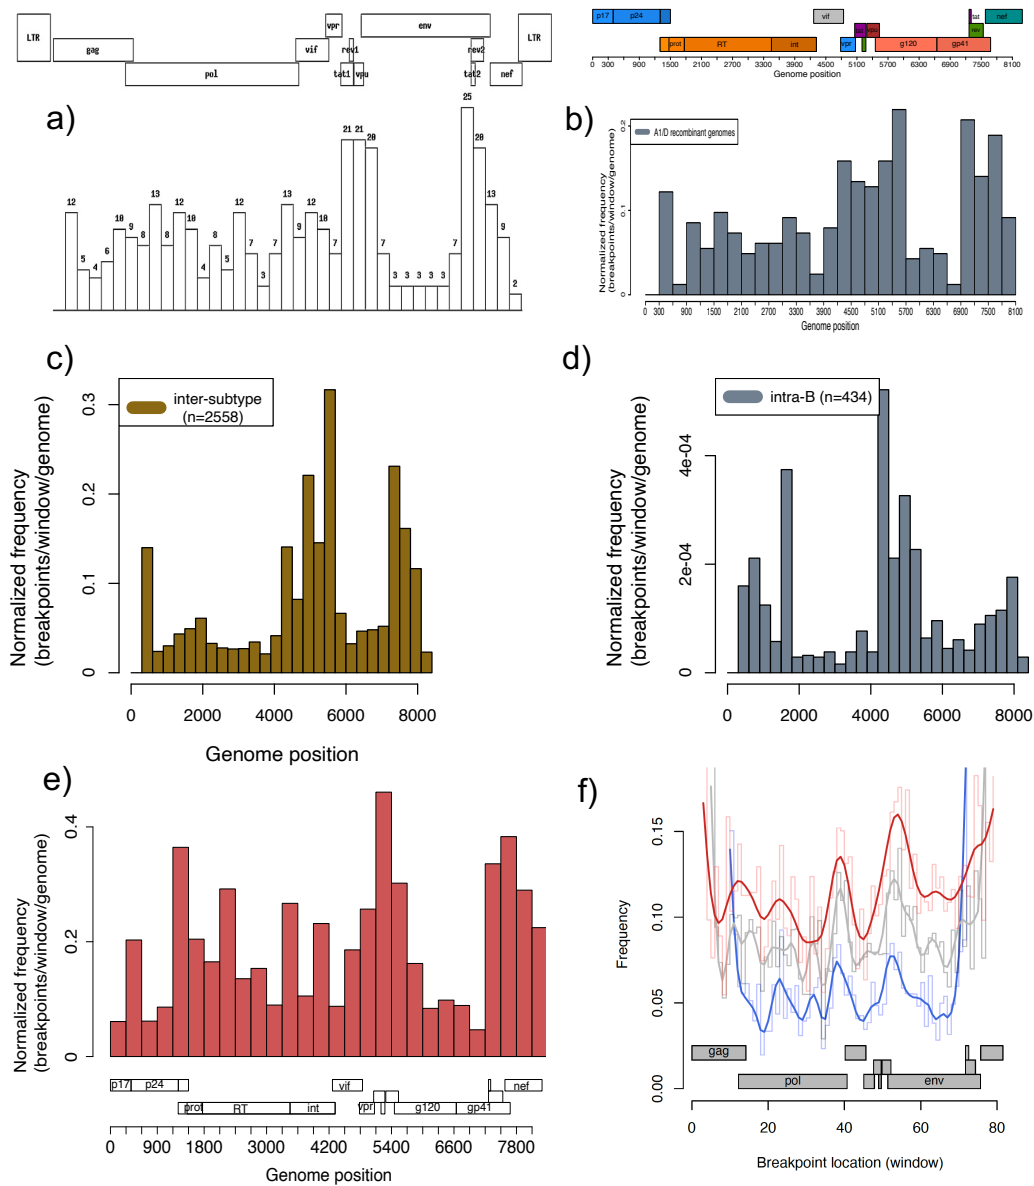 LTR
gag
pol
vif
vpr
rev1
tat1
vpu
env
rev2
tat2
nef
LTR
a)
12
5
4
6
10
9
8
13
8
12
10
4
8
5
12
7
3
7
13
9
12
10
7
21
21
20
7
3
3
3
3
3
7
25
20
13
9
2
p17
p24
vif
tat
nef
vpu
rev
prot
RT
int
vpr
g120
gp41
0 300 900 1500 2100 2700 3300 3900 4500 5100 5700 6300 6900 7500 8100
Genome position
b)
A1/D recombinant genomes
Normalized frequency
(breakpoints/window/genome)
0.2
0.1
0
0 300 900 1500 2100 2700 3300 3900 4500 5100 5700 6300 6900 7500 8100
Genome position
c)
inter-subtype
(n=2558)
Normalized frequency
(breakpoints/window/genome)
0.3
0.2
0.1
0
0 2000 4000 6000 8000
Genome position
d)
intra-B (n=434)
Normalized frequency
(breakpoints/window/genome)
4e-04
2e-04
0
0 2000 4000 6000 8000
e)
Normalized frequency
(breakpoints/window/genome)
0.4
0.2
0
p17
p24
vif
nef
prot
RT
int
vpr
g120
gp41
0 900 1800 3000 4200 5400 6600 7800
Genome position
f)
Frequency
0.15
0.10
0.05
0.00
gag
pol
env
0 20 40 60 80
Breakpoint location (window)